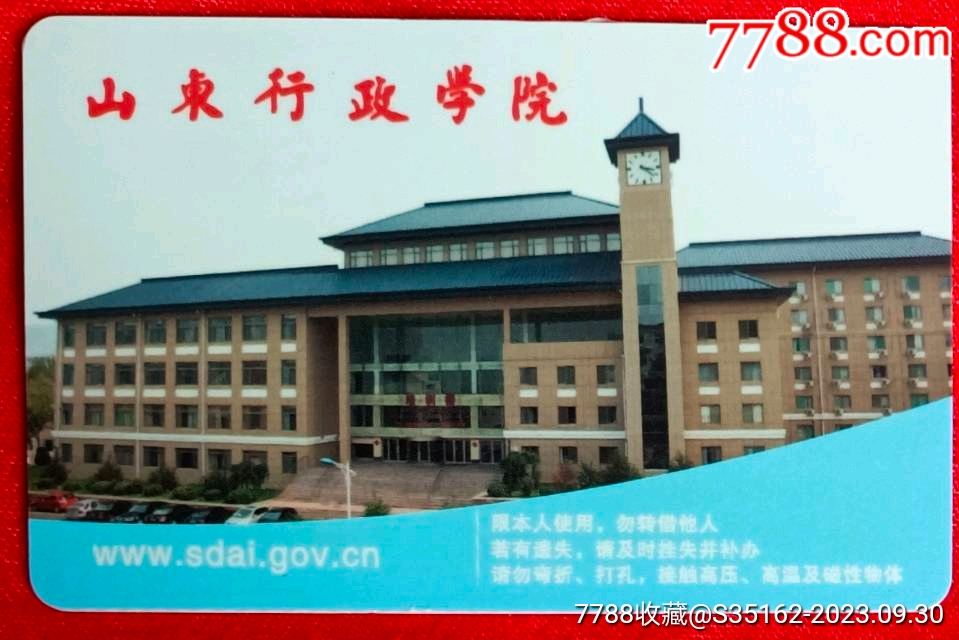 7788.com
山東行政学院
www.sdai.gov.cn
限本人使用，勿转借他人
若有遗失，请及时挂失并补办
请勿弯折、打孔，接触高压、高温及磁性物体
7788收藏@S35162-2023.09.30